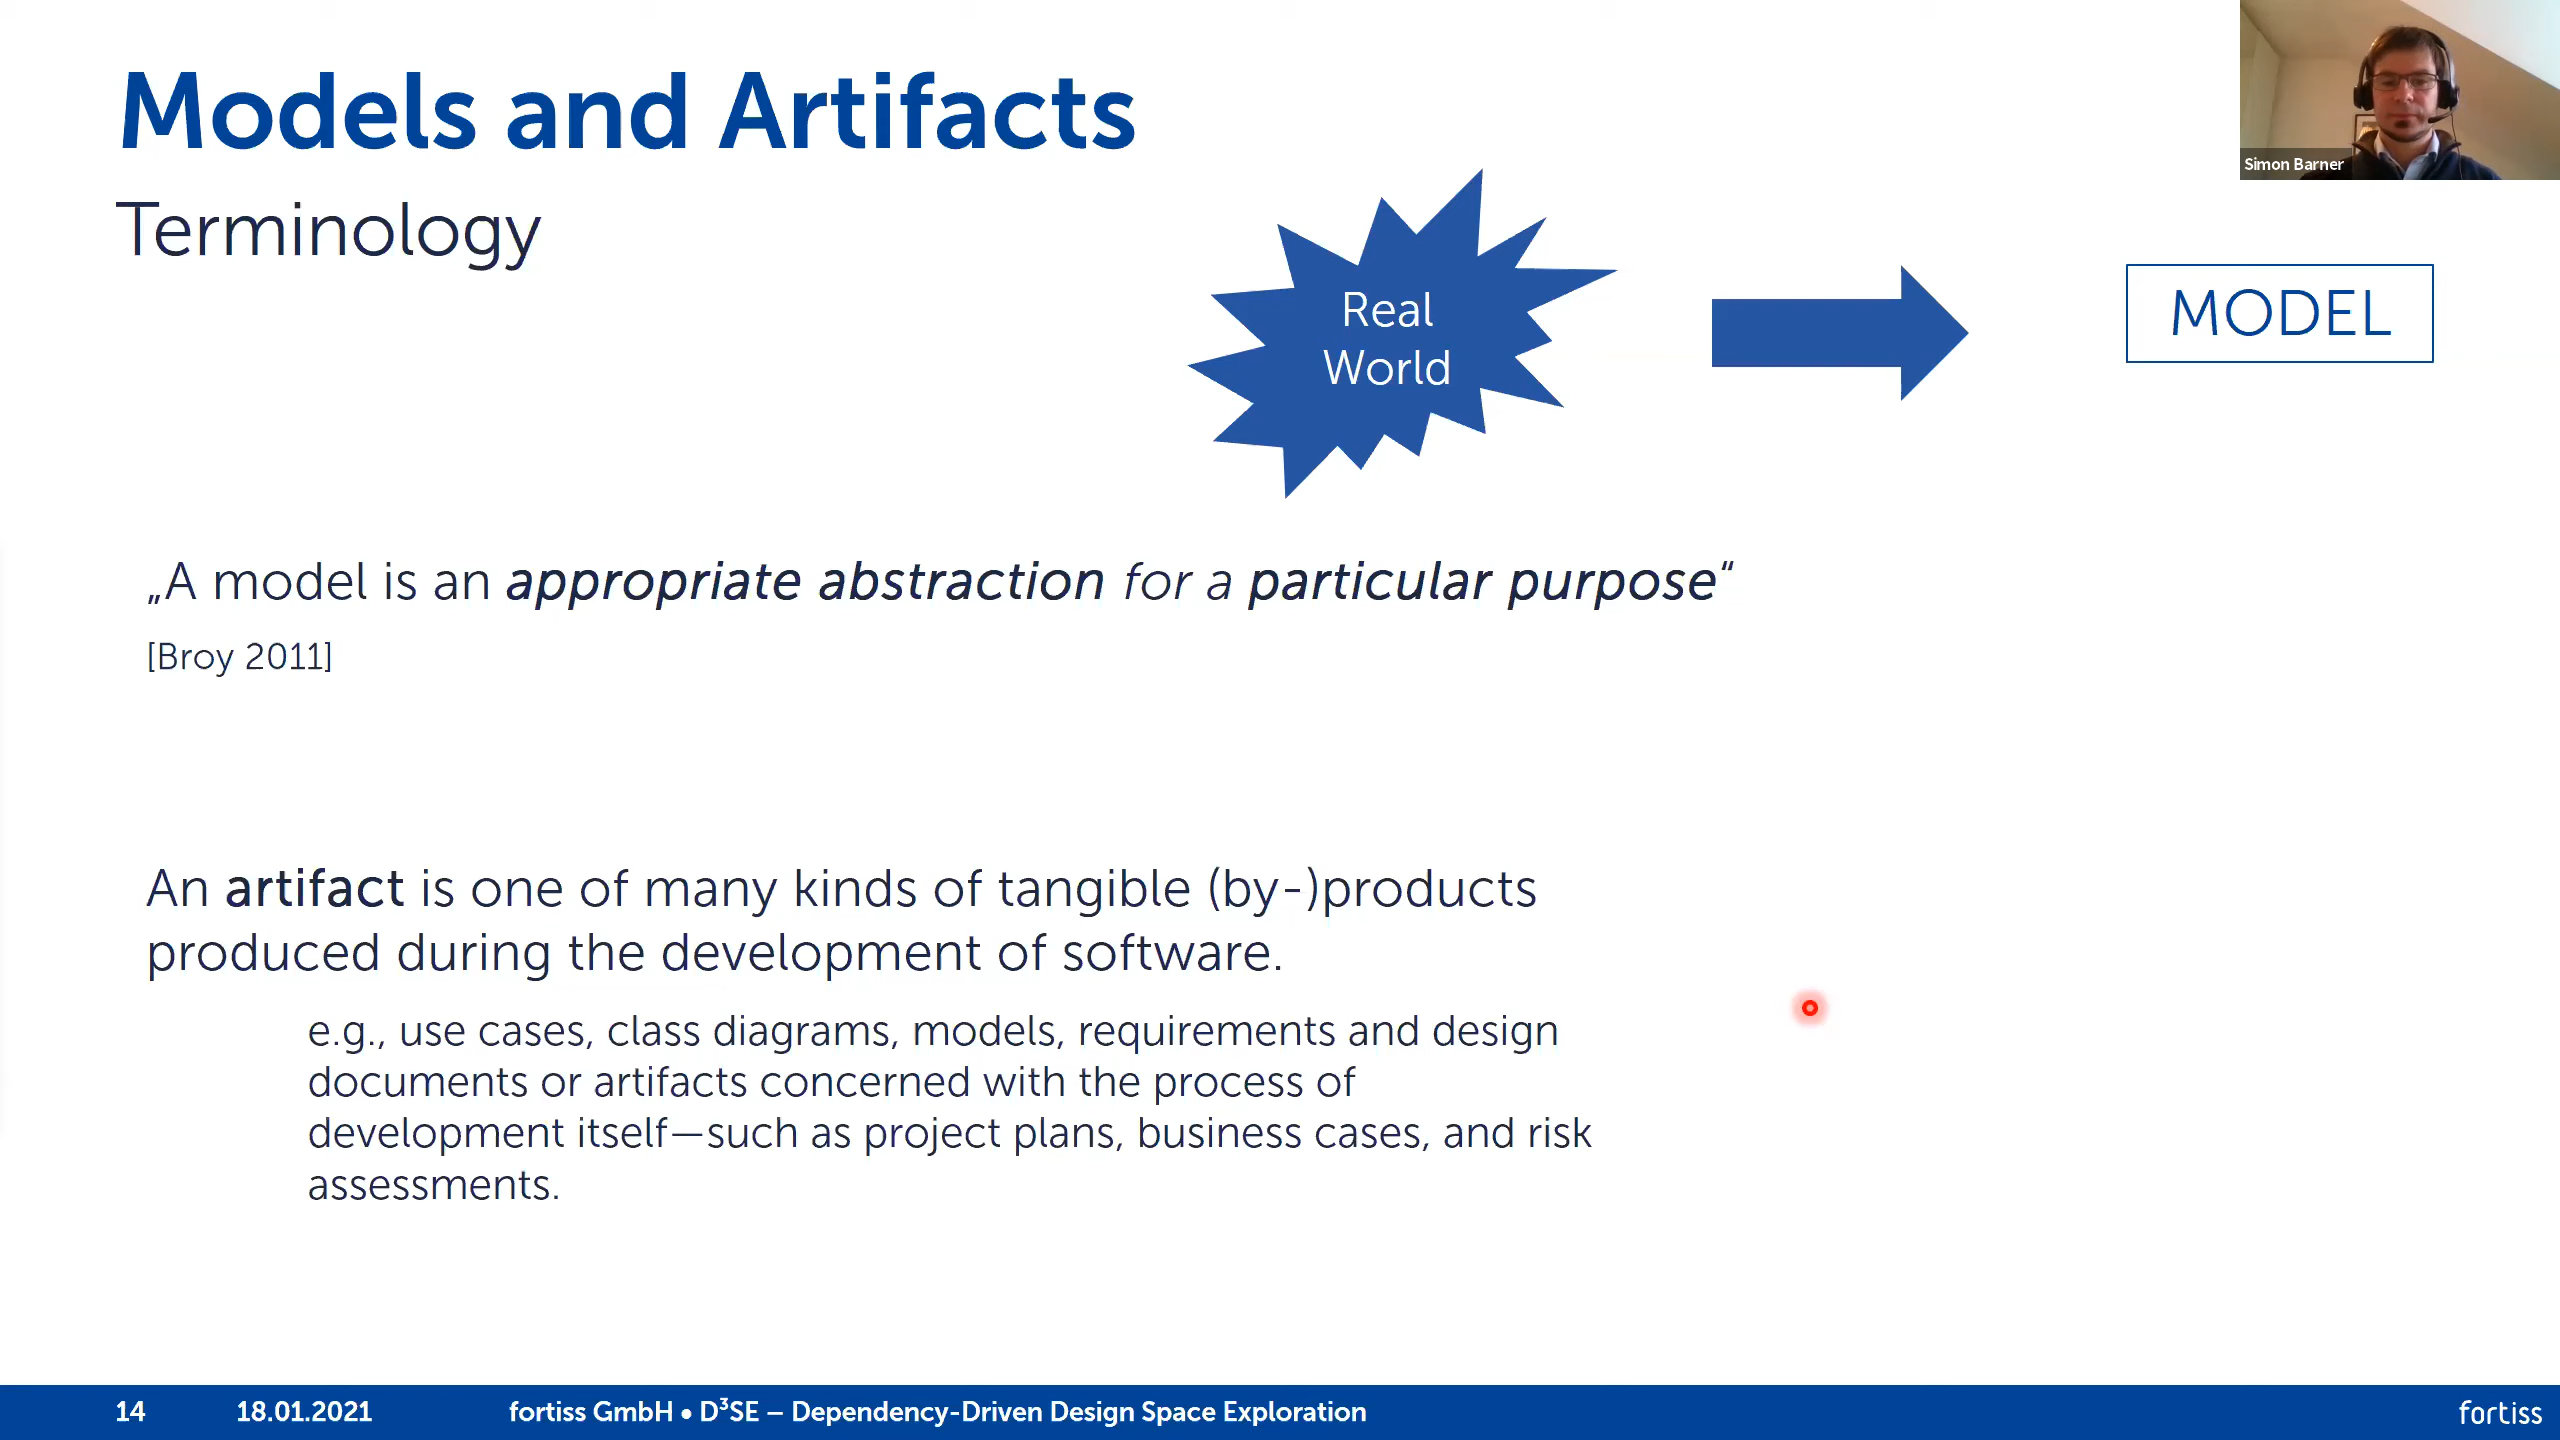 Models and Artifacts
Simon Barner
Terminology
Real
World
MODEL
„A model is an appropriate abstraction for a particular purpose“
[Broy 2011]
An artifact is one of many kinds of tangible (by-)products
produced during the development of software.
e.g., use cases, class diagrams, models, requirements and design
documents or artifacts concerned with the process of
development itself—such as project plans, business cases, and risk
assessments.
14 18.01.2021 fortiss GmbH • D³SE – Dependency-Driven Design Space Exploration fortiss